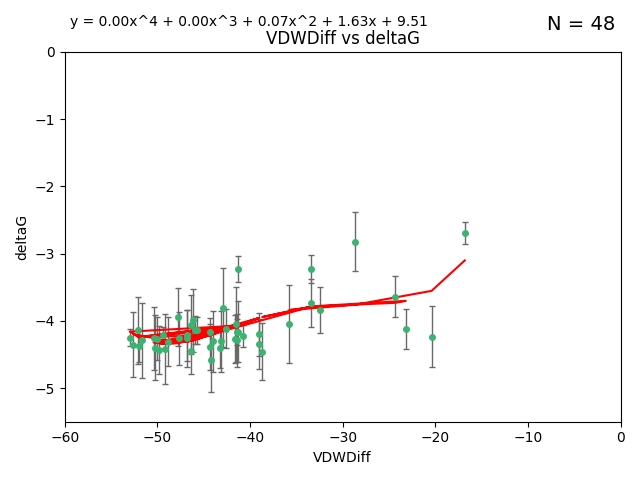 y = 0.00x^4 + 0.00x^3 + 0.07x^2 + 1.63x + 9.51
N = 48
VDWDiff vs deltaG
0
−1
−2
−3
−4
−5
deltaG
−60 −50 −40 −30 −20 −10 0
VDWDiff